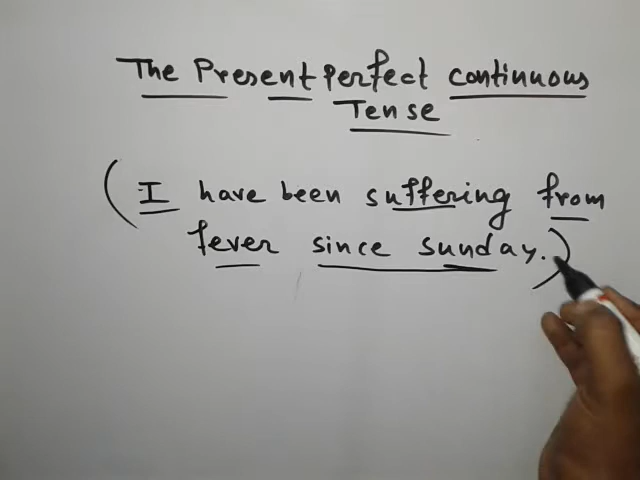 The Present Perfect continuous
Tense
(I have been suffering from
fever since sunday.)